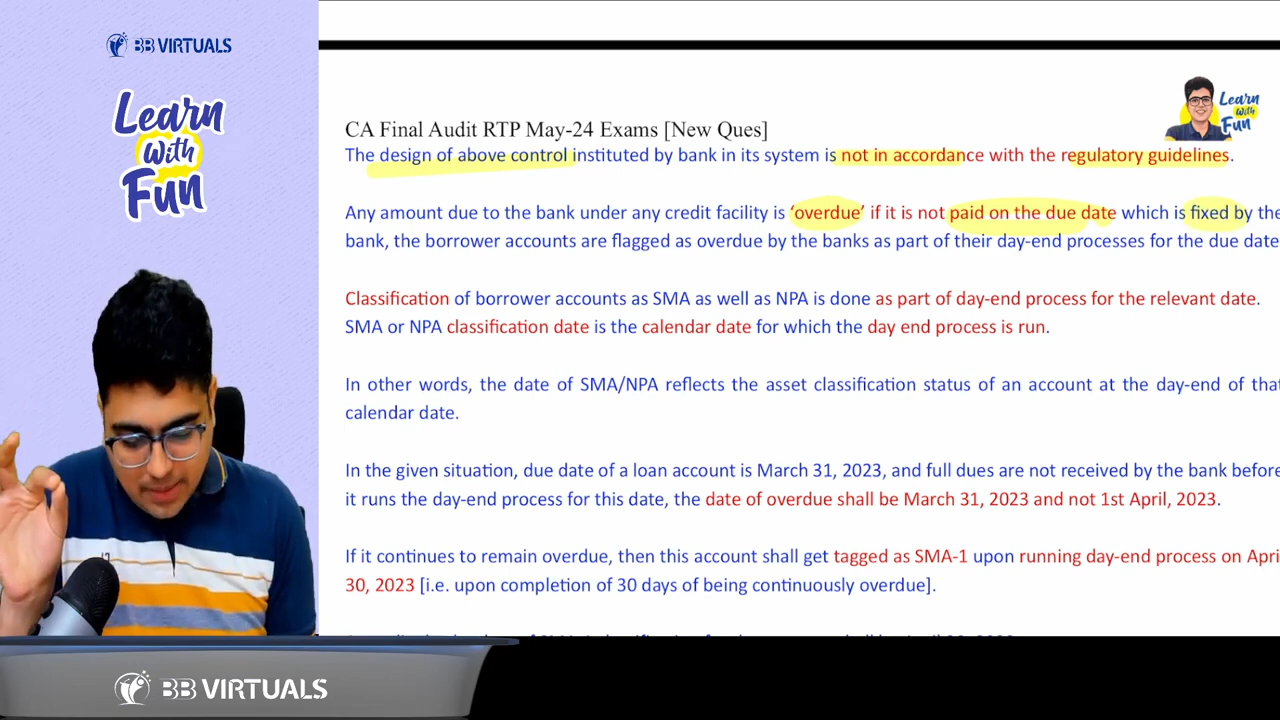 BB VIRTUALS
Learn
With
Fun
Learn
With
Fun
CA Final Audit RTP May-24 Exams [New Ques]
The design of above control instituted by bank in its system is not in accordance with the regulatory guidelines.
Any amount due to the bank under any credit facility is ‘overdue’ if it is not paid on the due date which is fixed by the
bank, the borrower accounts are flagged as overdue by the banks as part of their day-end processes for the due date
Classification of borrower accounts as SMA as well as NPA is done as part of day-end process for the relevant date.
SMA or NPA classification date is the calendar date for which the day end process is run.
In other words, the date of SMA/NPA reflects the asset classification status of an account at the day-end of that
calendar date.
In the given situation, due date of a loan account is March 31, 2023, and full dues are not received by the bank before
it runs the day-end process for this date, the date of overdue shall be March 31, 2023 and not 1st April, 2023.
If it continues to remain overdue, then this account shall get tagged as SMA-1 upon running day-end process on Apri
30, 2023 [i.e. upon completion of 30 days of being continuously overdue].
BB VIRTUALS